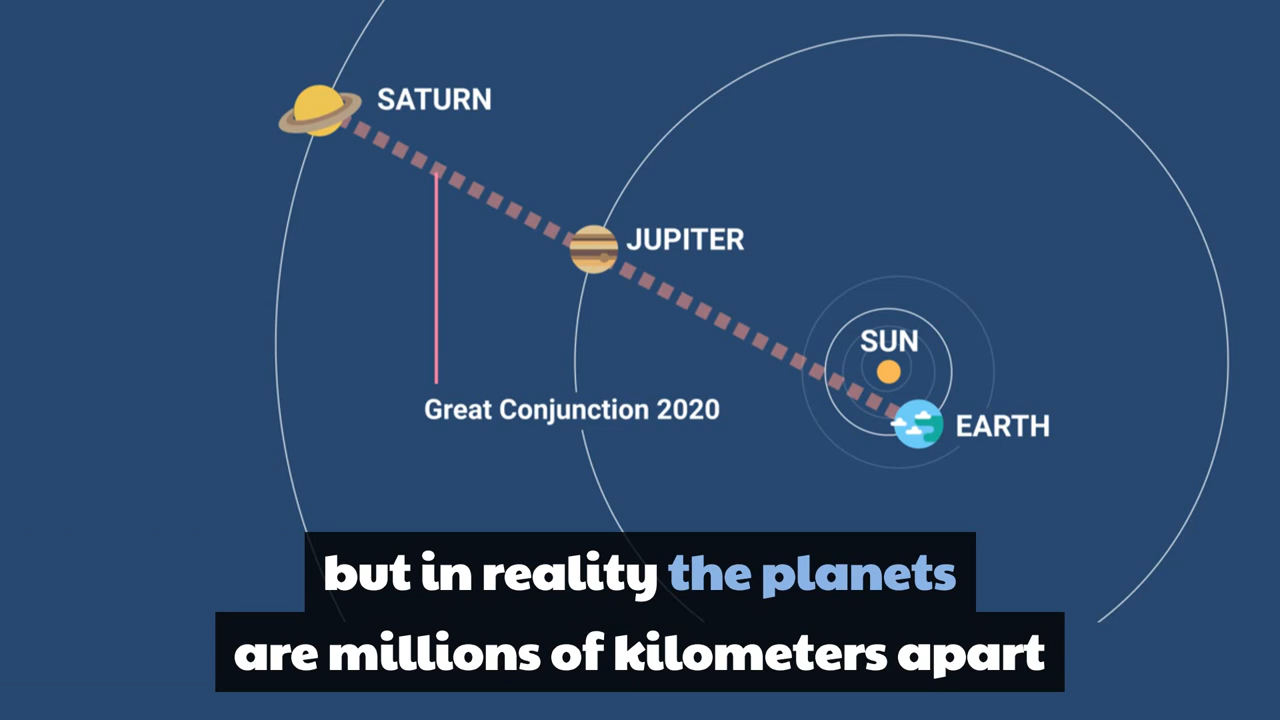 SATURN
JUPITER
SUN
Great Conjunction 2020
EARTH
but in reality the planets
are millions of kilometers apart